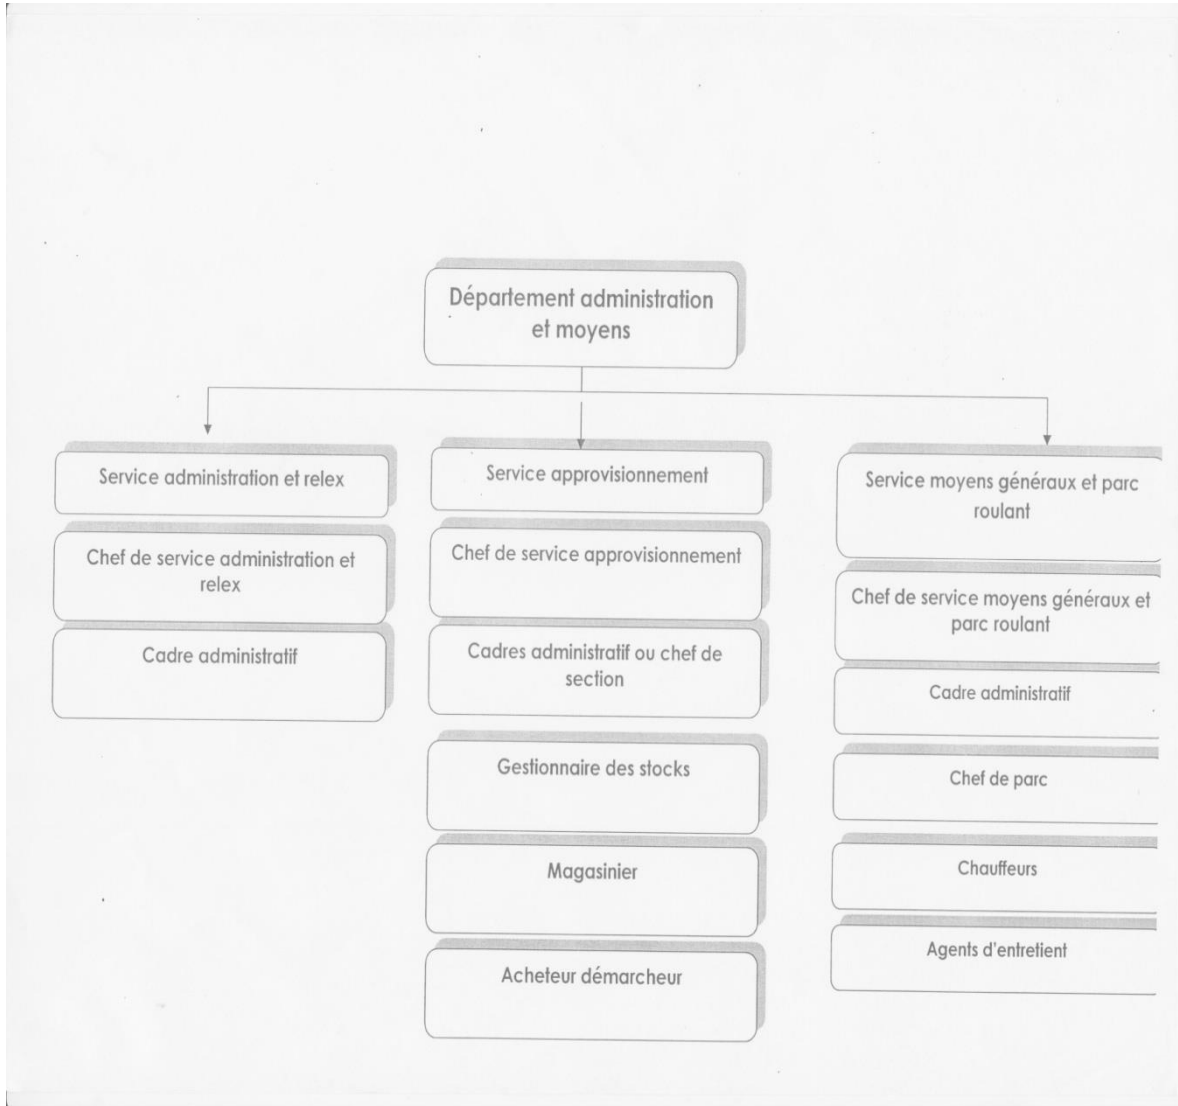 Département administration
et moyens
Service administration et relex
Chef de service administration et
relex
Cadre administratif
Service approvisionnement
Chef de service approvisionnement
Cadres administratif ou chef de
section
Gestionnaire des stocks
Magasinier
Acheteur démarcheur
Service moyens généraux et parc
roulant
Chef de service moyens généraux et
parc roulant
Cadre administratif
Chef de parc
Chauffeurs
Agents d'entretient